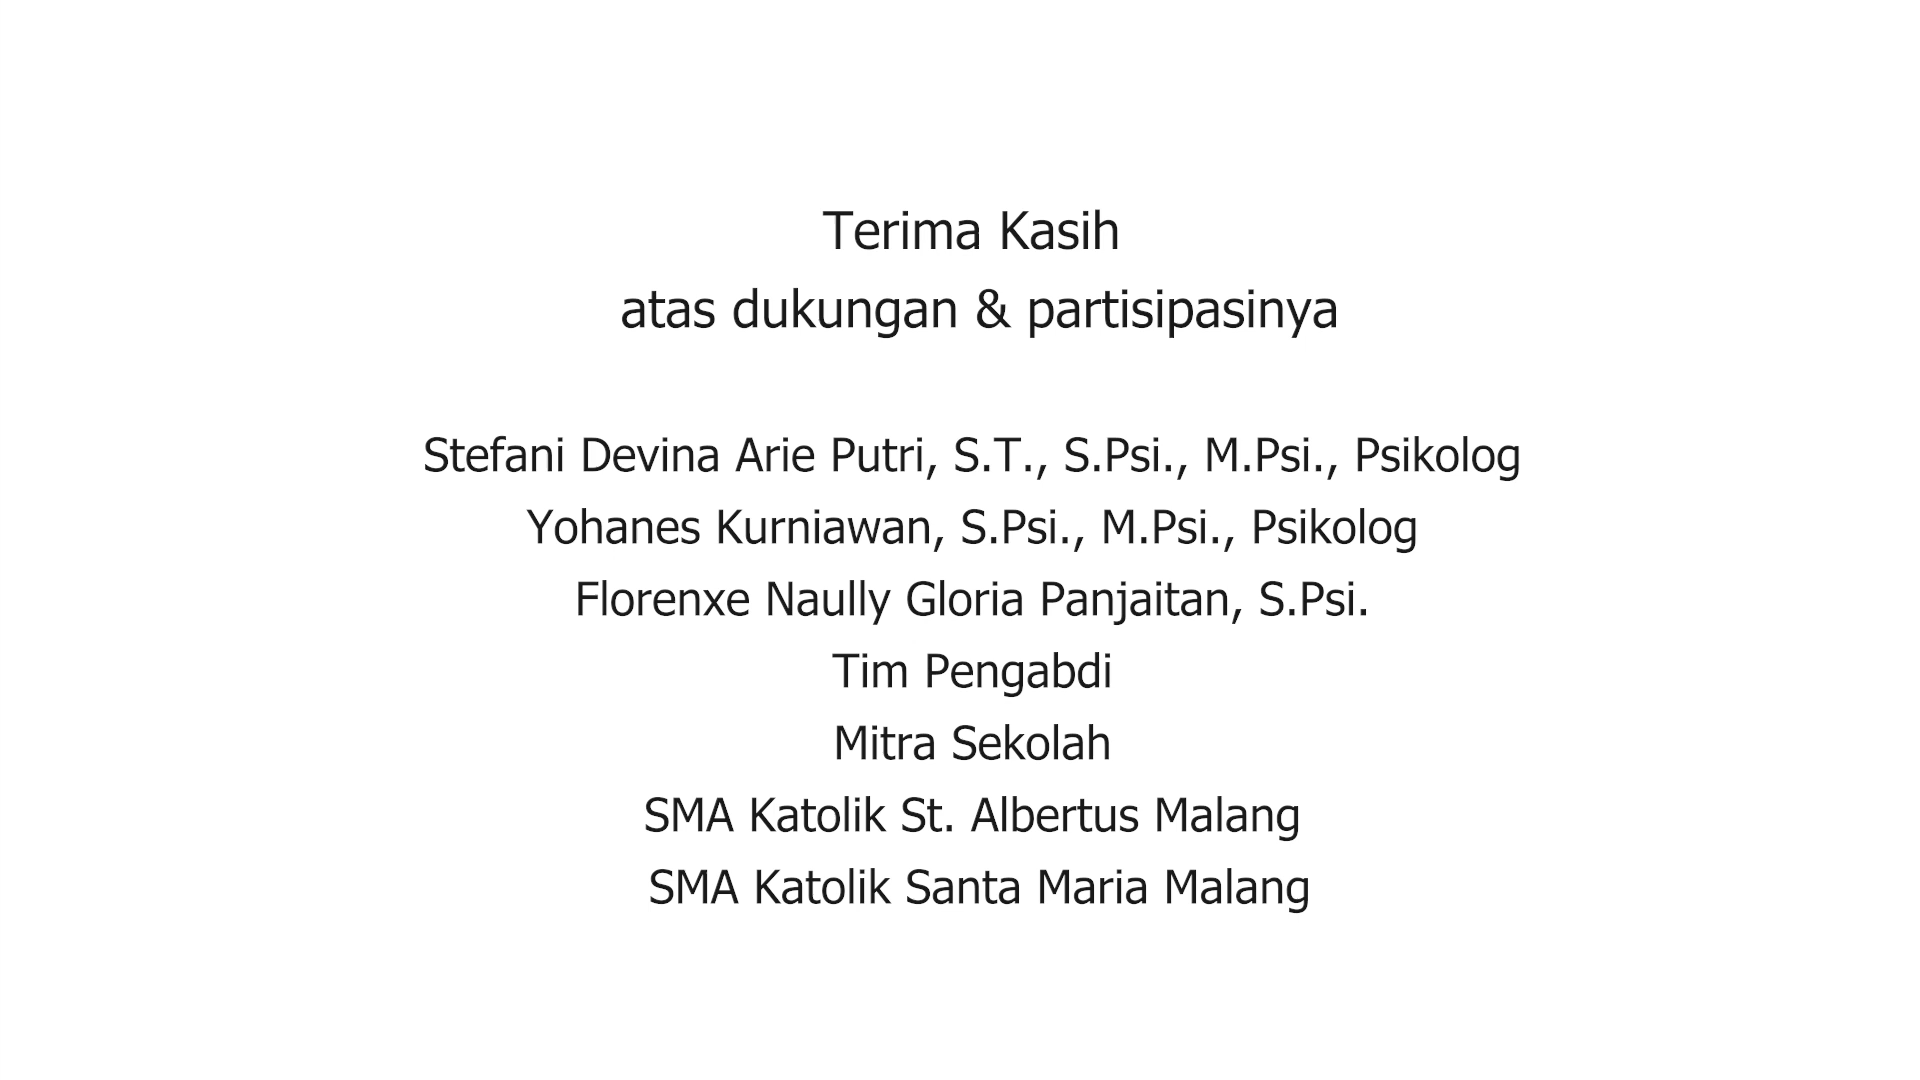 Terima Kasih
atas dukungan & partisipasinya
Stefani Devina Arie Putri, S.T., S.Psi., M.Psi., Psikolog
Yohanes Kurniawan, S.Psi., M.Psi., Psikolog
Florenxe Naully Gloria Panjaitan, S.Psi.
Tim Pengabdi
Mitra Sekolah
SMA Katolik St. Albertus Malang
SMA Katolik Santa Maria Malang